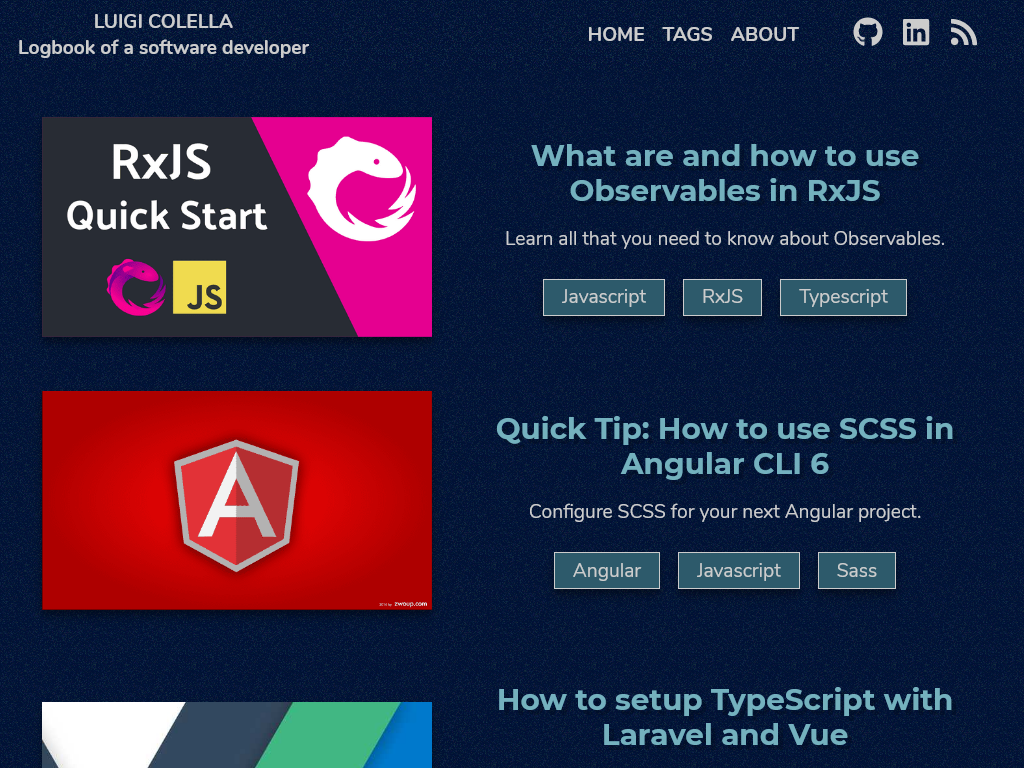 LUIGI COLELLA
Logbook of a software developer
HOME TAGS ABOUT
RxJS
Quick Start
JS
What are and how to use
Observables in RxJS
Learn all that you need to know about Observables.
Javascript RxJS Typescript
zwoup.com
Quick Tip: How to use SCSS in
Angular CLI 6
Configure SCSS for your next Angular project.
Angular Javascript Sass
How to setup TypeScript with
Laravel and Vue